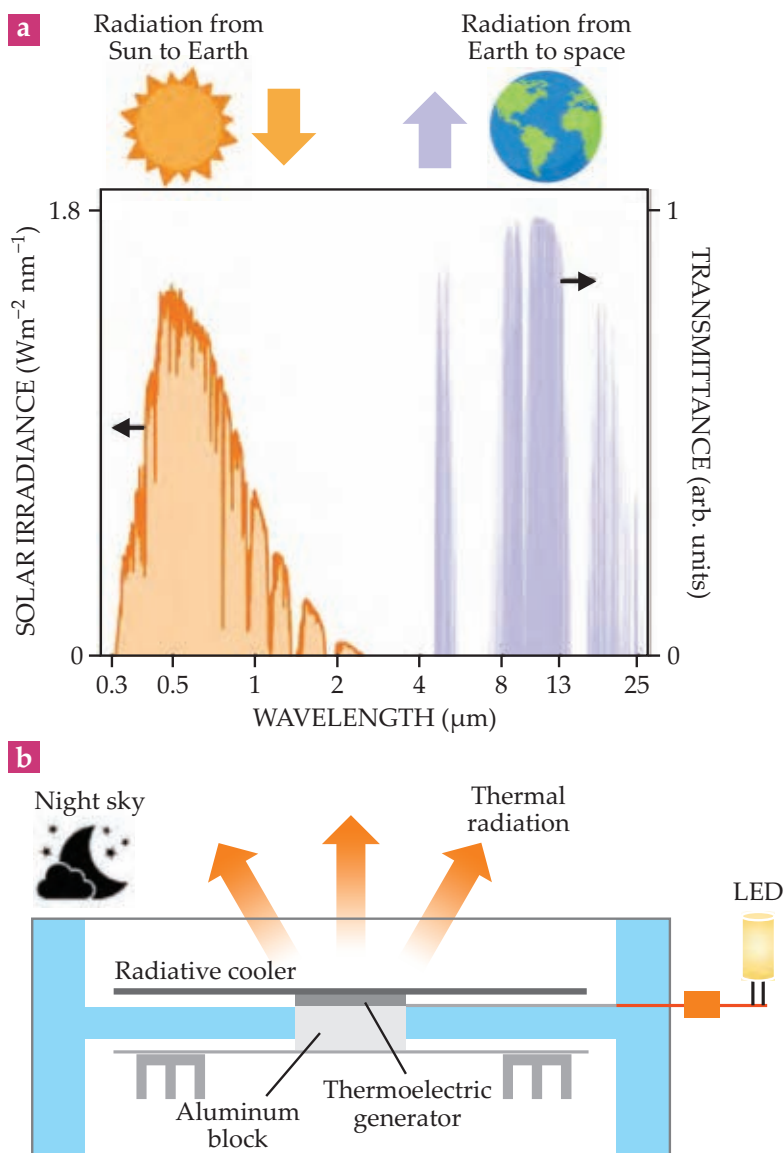 a
Radiation from
Sun to Earth
Radiation from
Earth to space
1.8
1
SOLAR IRRADIANCE (Wm⁻² nm⁻¹)
TRANSMITTANCE (arb. units)
0
0
0.3 0.5 1 2 4 8 13 25
WAVELENGTH (μm)
b
Night sky
Thermal
radiation
LED
Radiative cooler
Aluminum
block
Thermoelectric
generator